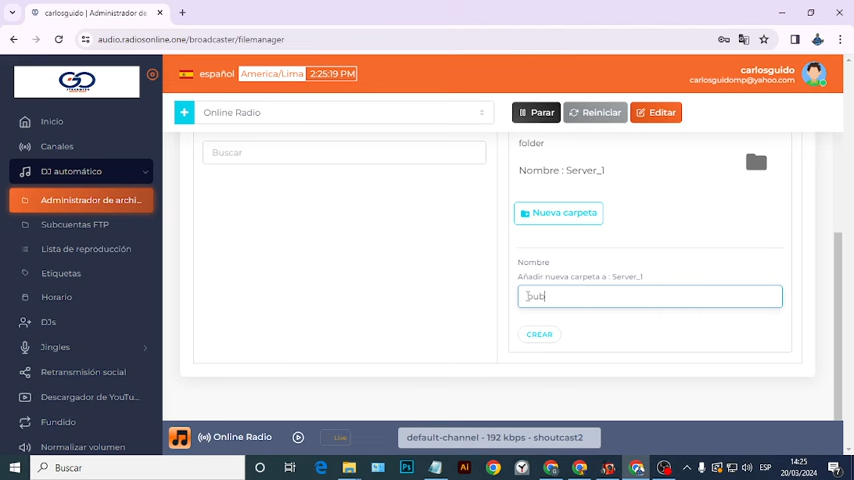 carlosguido | Administrador de
audio.radiosonline.one/broadcaster/filemanager
GO
español America/Lima 2:25:19 PM
carlosguido
carlosguidomp@yahoo.com
Inicio
Canales
DJ automático
Administrador de archi...
Subcuentas FTP
Lista de reproducción
Etiquetas
Horario
DJs
Jingles
Retransmisión social
Descargador de YouTu...
Fundido
Normalizar volumen
+ Online Radio
Parar Reiniciar Editar
Buscar
folder
Nombre : Server_1
Nueva carpeta
Nombre
Añadir nueva carpeta a : Server_1
pub
CREAR
Online Radio Live default-channel - 192 kbps - shoutcast2
Buscar
ESP
14:25
20/03/2024
7